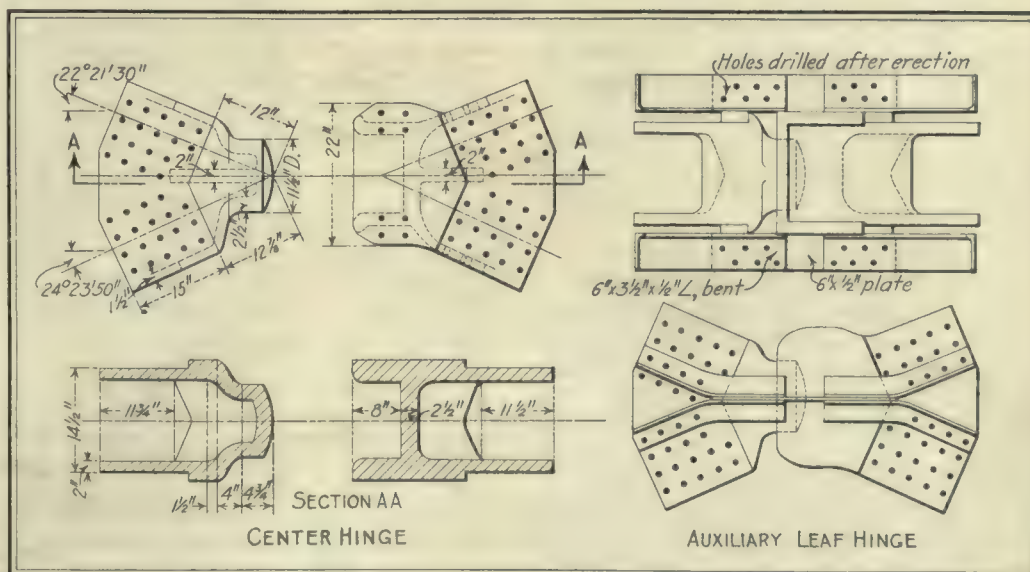 22°21'30"
12"
A
2"
11½"D.
2½"
12⅞"
24°23'50"
1½"
15"
22"
2"
A
Holes drilled after erection
6"x3½"x½"L, bent
6"x½" plate
11¾"
14½"
2"
1½"
4"
4¾"
8"
2½"
11½"
SECTION AA
CENTER HINGE
AUXILIARY LEAF HINGE